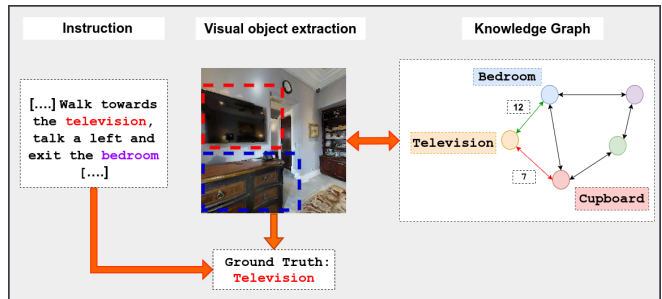 Instruction
Visual object extraction
Knowledge Graph
[....] Walk towards
the television,
talk a left and
exit the bedroom
[....]
Bedroom
12
Television
7
Cupboard
Ground Truth:
Television